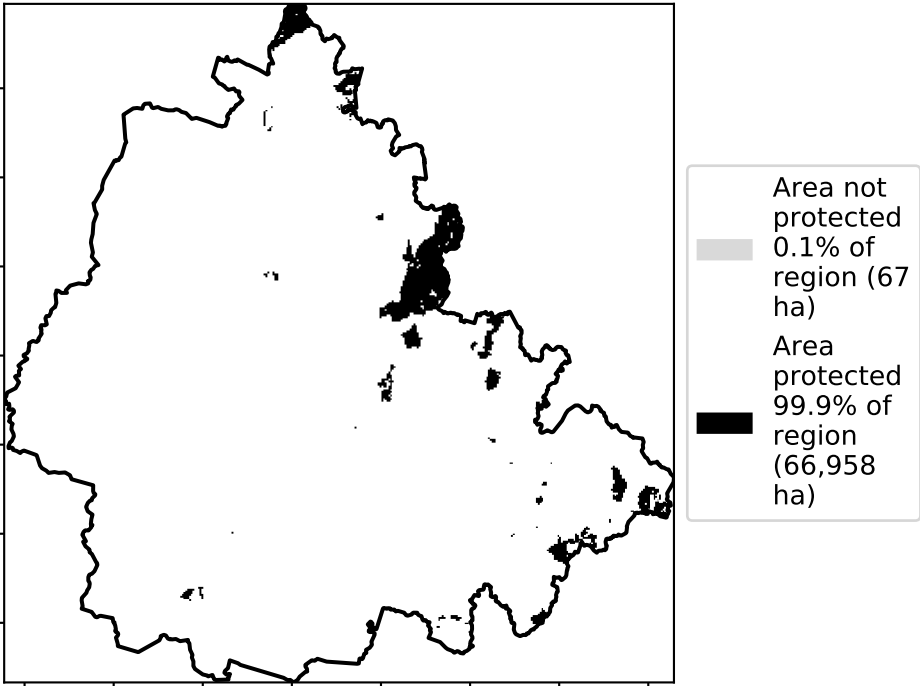 Area not
protected
0.1% of
region (67
ha)
Area
protected
99.9% of
region
(66,958
ha)